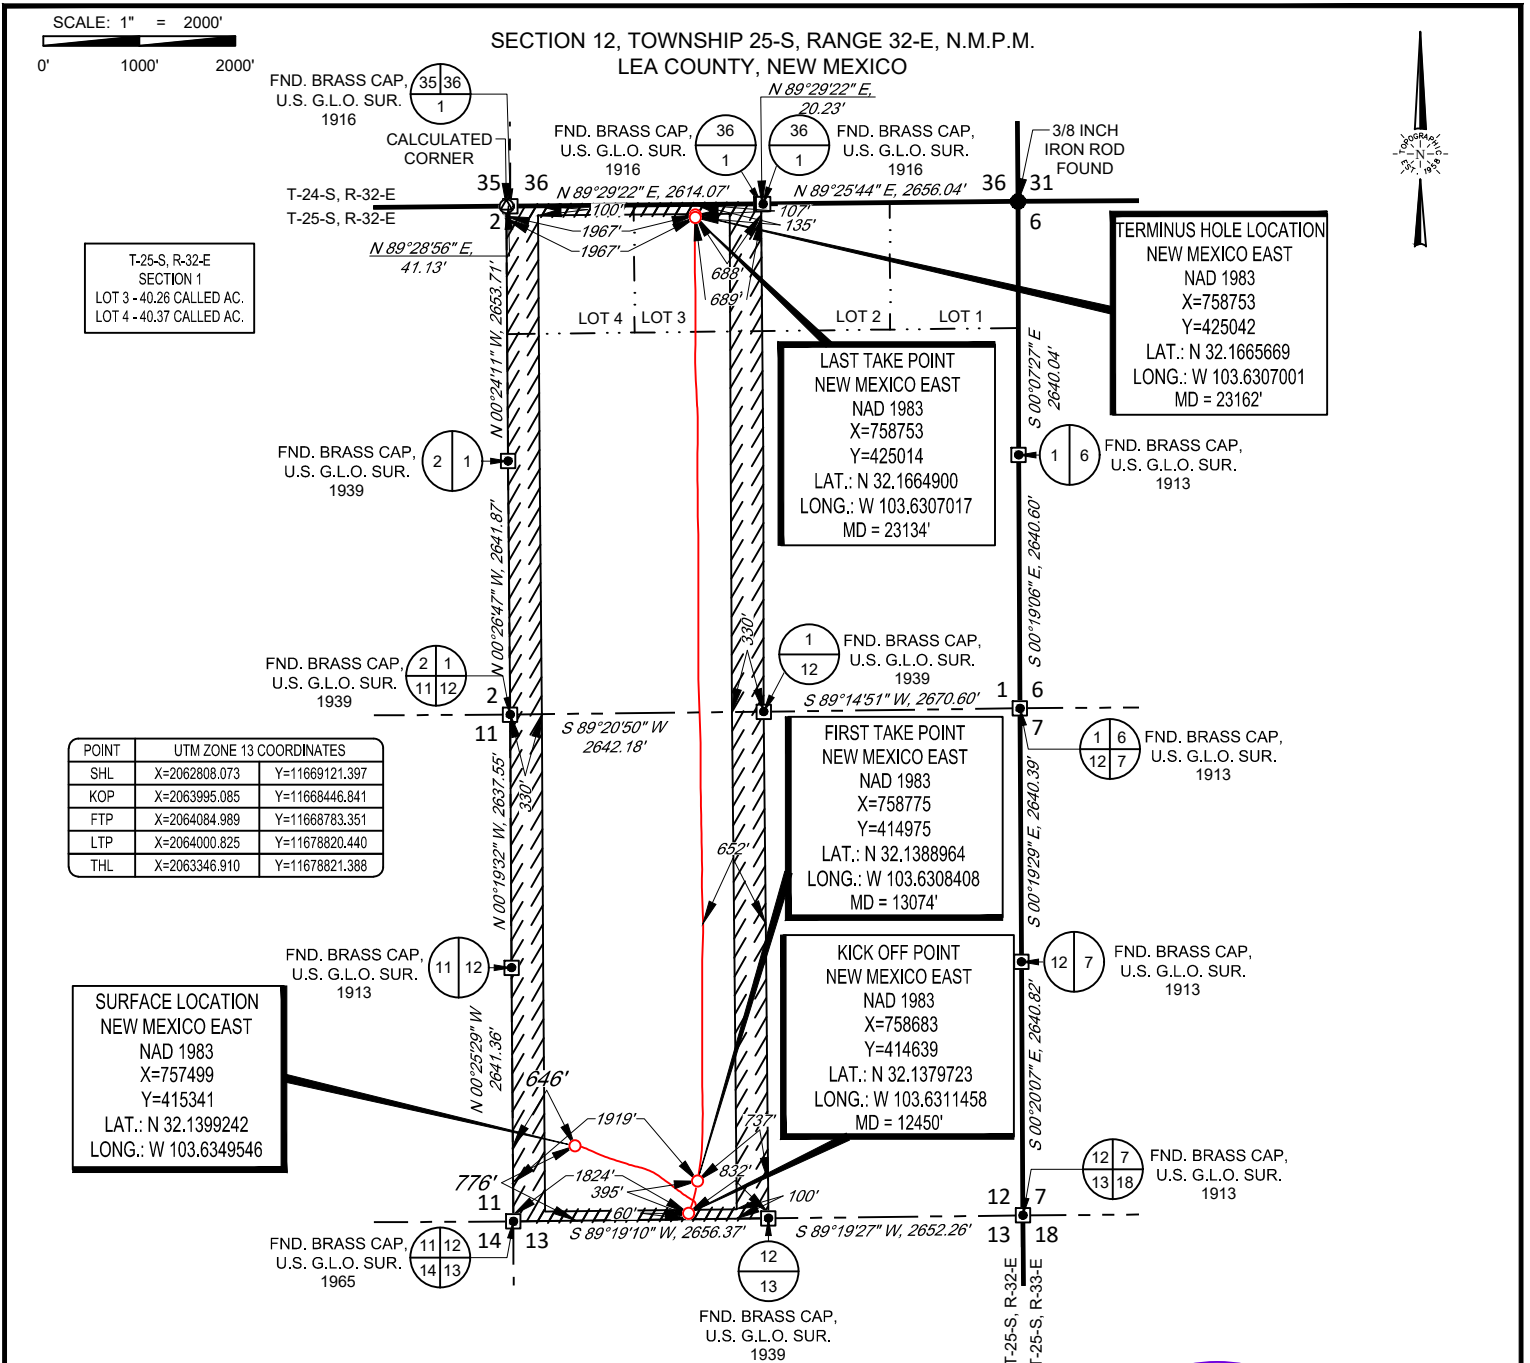 SCALE: 1" = 2000'
0' 1000' 2000'
SECTION 12, TOWNSHIP 25-S, RANGE 32-E, N.M.P.M.
LEA COUNTY, NEW MEXICO
FND. BRASS CAP,
U.S. G.L.O. SUR.
1916
35 36
1
CALCULATED
CORNER
FND. BRASS CAP,
U.S. G.L.O. SUR.
1916
36
1
N 89°29'22" E,
20.23'
36
1
FND. BRASS CAP,
U.S. G.L.O. SUR.
1916
3/8 INCH
IRON ROD
FOUND
TOPOGRAPHIC
N
EST. 1958
35 36
N 89°29'22" E, 2614.07'
N 89°25'44" E, 2656.04'
36 31
T-24-S, R-32-E
T-25-S, R-32-E
2
6
100'
107'
135'
1967'
1967'
688'
689'
N 89°28'56" E,
41.13'
T-25-S, R-32-E
SECTION 1
LOT 3 - 40.26 CALLED AC.
LOT 4 - 40.37 CALLED AC.
LOT 4
LOT 3
LOT 2
LOT 1
TERMINUS HOLE LOCATION
NEW MEXICO EAST
NAD 1983
X=758753
Y=425042
LAT.: N 32.1665669
LONG.: W 103.6307001
MD = 23162'
LAST TAKE POINT
NEW MEXICO EAST
NAD 1983
X=758753
Y=425014
LAT.: N 32.1664900
LONG.: W 103.6307017
MD = 23134'
N 00°24'11" W, 2653.71'
S 00°07'27" E
2640.04'
FND. BRASS CAP,
U.S. G.L.O. SUR.
1939
2 1
1 6
FND. BRASS CAP,
U.S. G.L.O. SUR.
1913
N 00°26'47" W, 2641.87'
S 00°19'06" E, 2640.60'
FND. BRASS CAP,
U.S. G.L.O. SUR.
1939
2 1
11 12
330'
1
12
FND. BRASS CAP,
U.S. G.L.O. SUR.
1939
2
11
S 89°20'50" W
2642.18'
S 89°14'51" W, 2670.60'
1 6
7
1 6
12 7
FND. BRASS CAP,
U.S. G.L.O. SUR.
1913
330'
POINT UTM ZONE 13 COORDINATES
SHL X=2062808.073 Y=11669121.397
KOP X=2063995.085 Y=11668446.841
FTP X=2064084.989 Y=11668783.351
LTP X=2064000.825 Y=11678820.440
THL X=2063346.910 Y=11678821.388
FIRST TAKE POINT
NEW MEXICO EAST
NAD 1983
X=758775
Y=414975
LAT.: N 32.1388964
LONG.: W 103.6308408
MD = 13074'
N 00°19'32" W, 2637.55'
S 00°19'29" E, 2640.39'
652'
FND. BRASS CAP,
U.S. G.L.O. SUR.
1913
11 12
12 7
FND. BRASS CAP,
U.S. G.L.O. SUR.
1913
KICK OFF POINT
NEW MEXICO EAST
NAD 1983
X=758683
Y=414639
LAT.: N 32.1379723
LONG.: W 103.6311458
MD = 12450'
SURFACE LOCATION
NEW MEXICO EAST
NAD 1983
X=757499
Y=415341
LAT.: N 32.1399242
LONG.: W 103.6349546
N 00°25'29" W
2641.36'
S 00°20'07" E, 2640.82'
646'
1919'
737'
776'
1824'
832'
395'
60'
100'
11
14 13
S 89°19'10" W, 2656.37'
S 89°19'27" W, 2652.26'
12 7
13 18
12 7
13 18
FND. BRASS CAP,
U.S. G.L.O. SUR.
1913
FND. BRASS CAP,
U.S. G.L.O. SUR.
1965
11 12
14 13
12
13
FND. BRASS CAP,
U.S. G.L.O. SUR.
1939
T-25-S, R-32-E
T-25-S, R-33-E